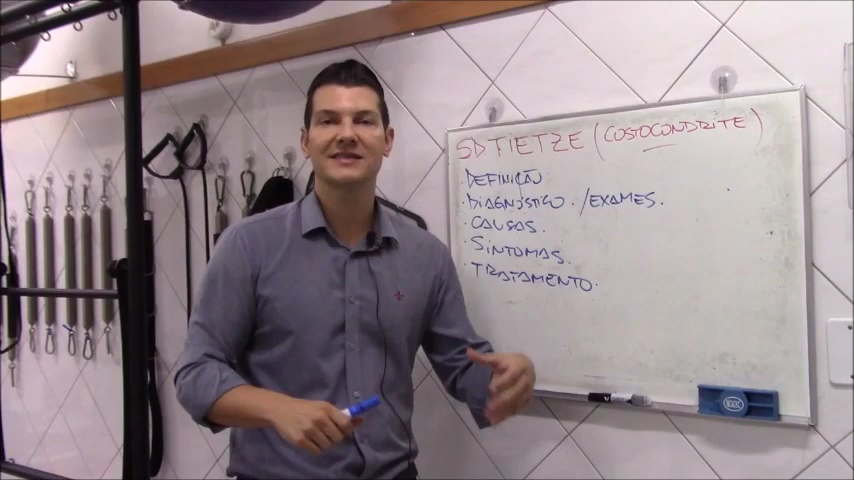 SD TIETZE (COSTOCONDRITE)
· DEFINIÇÃO
· DIAGNÓSTICO. /EXAMES.
· CAUSAS.
· SINTOMAS.
· TRATAMENTO.